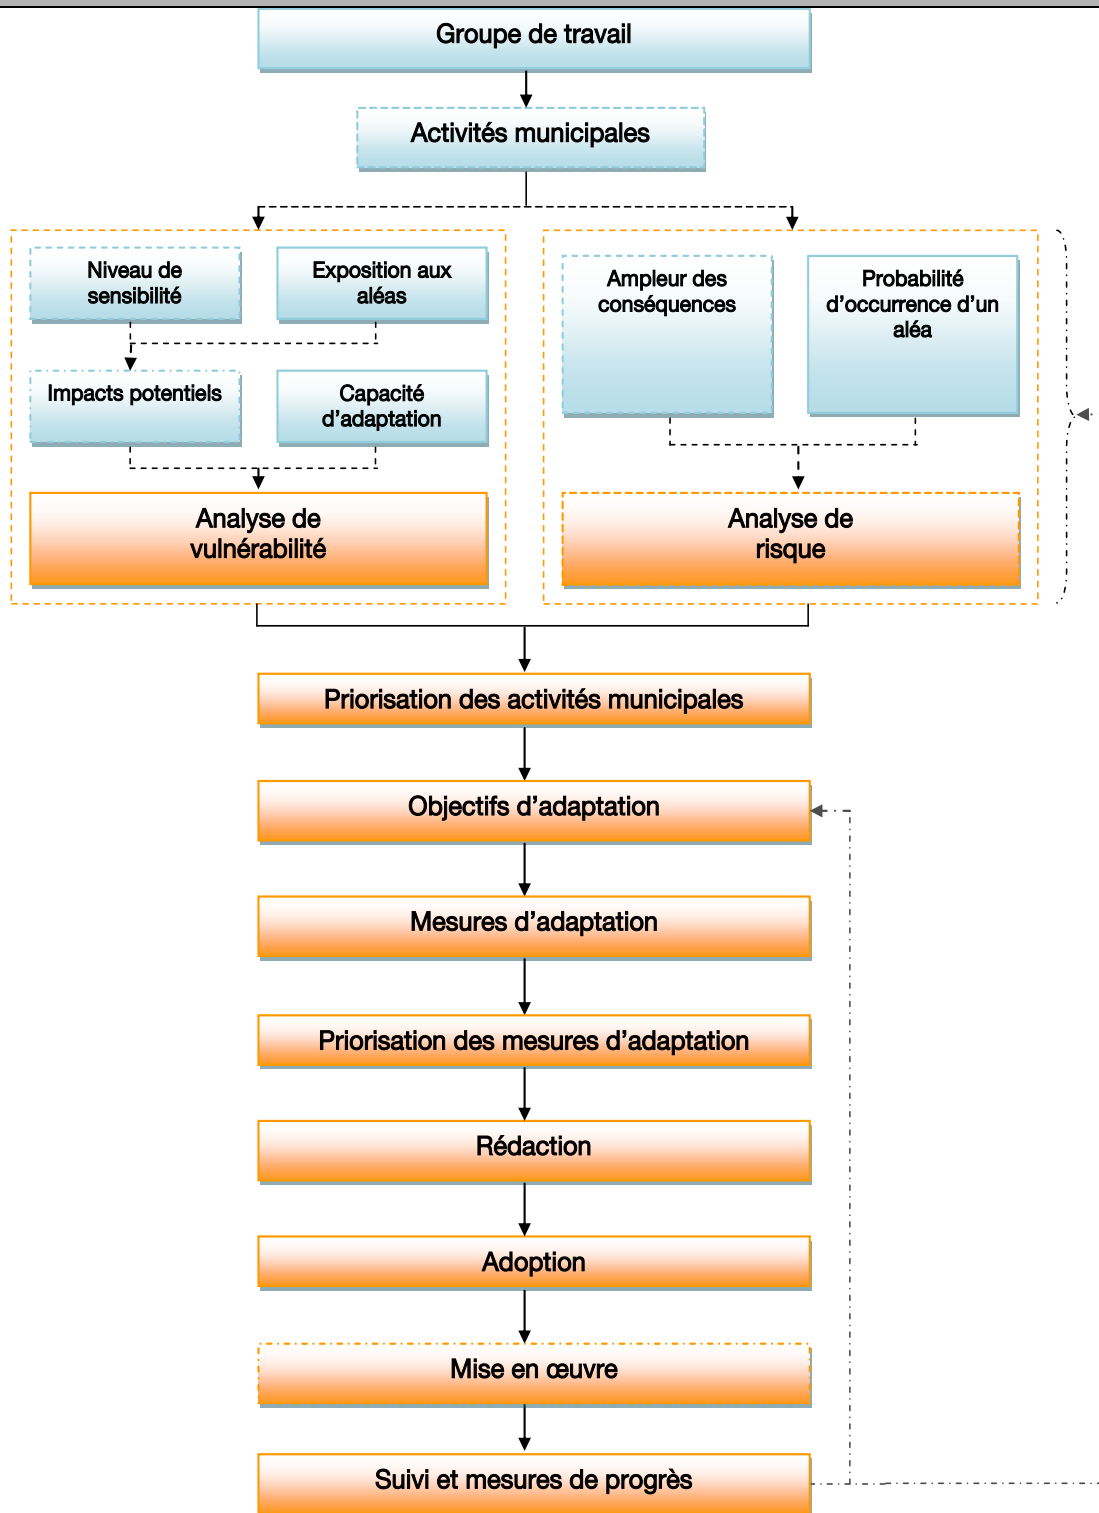 Groupe de travail
Activités municipales
Niveau de
sensibilité
Exposition aux
aléas
Impacts potentiels
Capacité
d’adaptation
Analyse de
vulnérabilité
Ampleur des
conséquences
Probabilité
d’occurrence d’un
aléa
Analyse de
risque
Priorisation des activités municipales
Objectifs d’adaptation
Mesures d’adaptation
Priorisation des mesures d’adaptation
Rédaction
Adoption
Mise en œuvre
Suivi et mesures de progrès